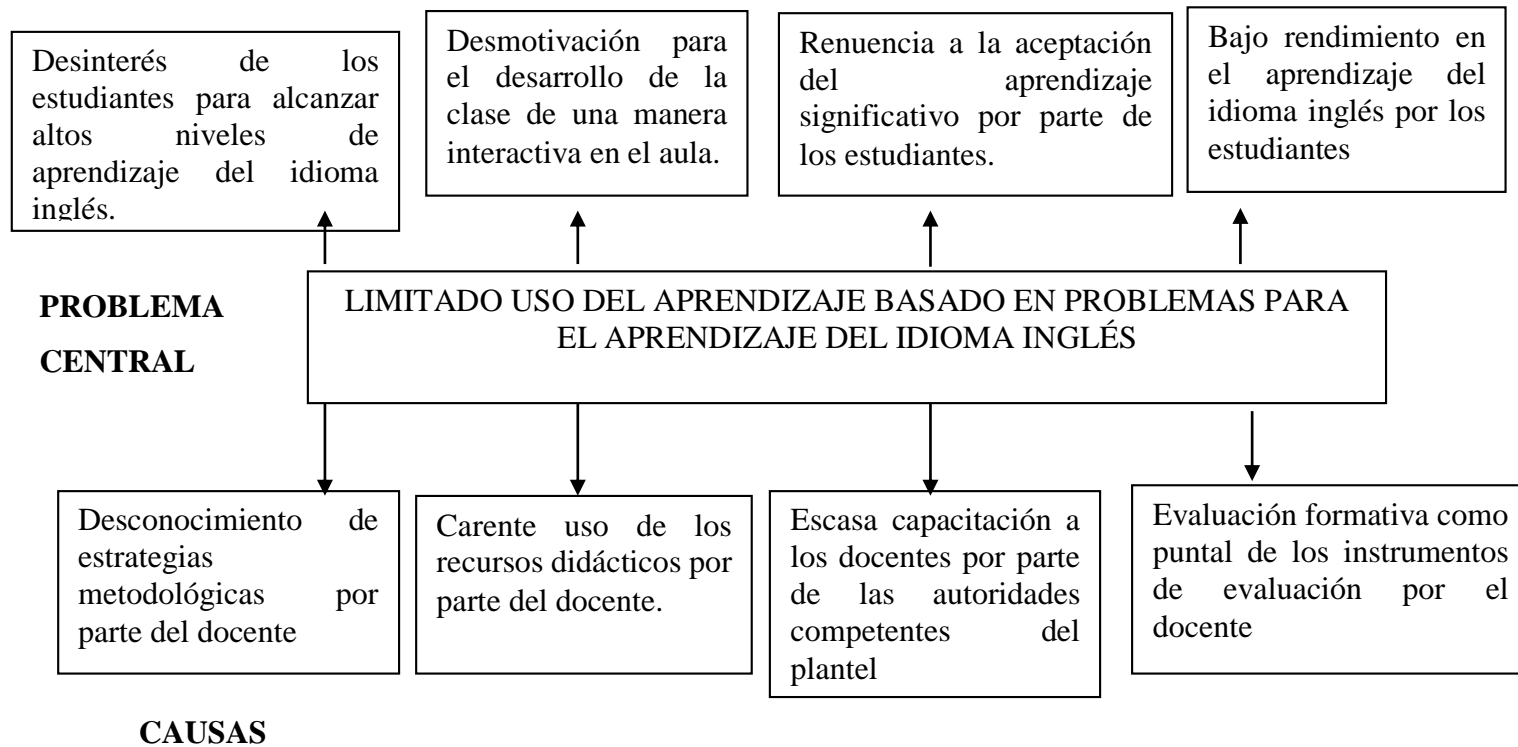 Desinterés de los
estudiantes para alcanzar
altos niveles de
aprendizaje del idioma
inglés.
Desmotivación para
el desarrollo de la
clase de una manera
interactiva en el aula.
Renuencia a la aceptación
del aprendizaje
significativo por parte de
los estudiantes.
Bajo rendimiento en
el aprendizaje del
idioma inglés por los
estudiantes
PROBLEMA
CENTRAL
LIMITADO USO DEL APRENDIZAJE BASADO EN PROBLEMAS PARA
EL APRENDIZAJE DEL IDIOMA INGLÉS
Desconocimiento de
estrategias
metodológicas por
parte del docente
Carente uso de los
recursos didácticos por
parte del docente.
Escasa capacitación a
los docentes por parte
de las autoridades
competentes del
plantel
Evaluación formativa como
puntal de los instrumentos
de evaluación por el
docente
CAUSAS